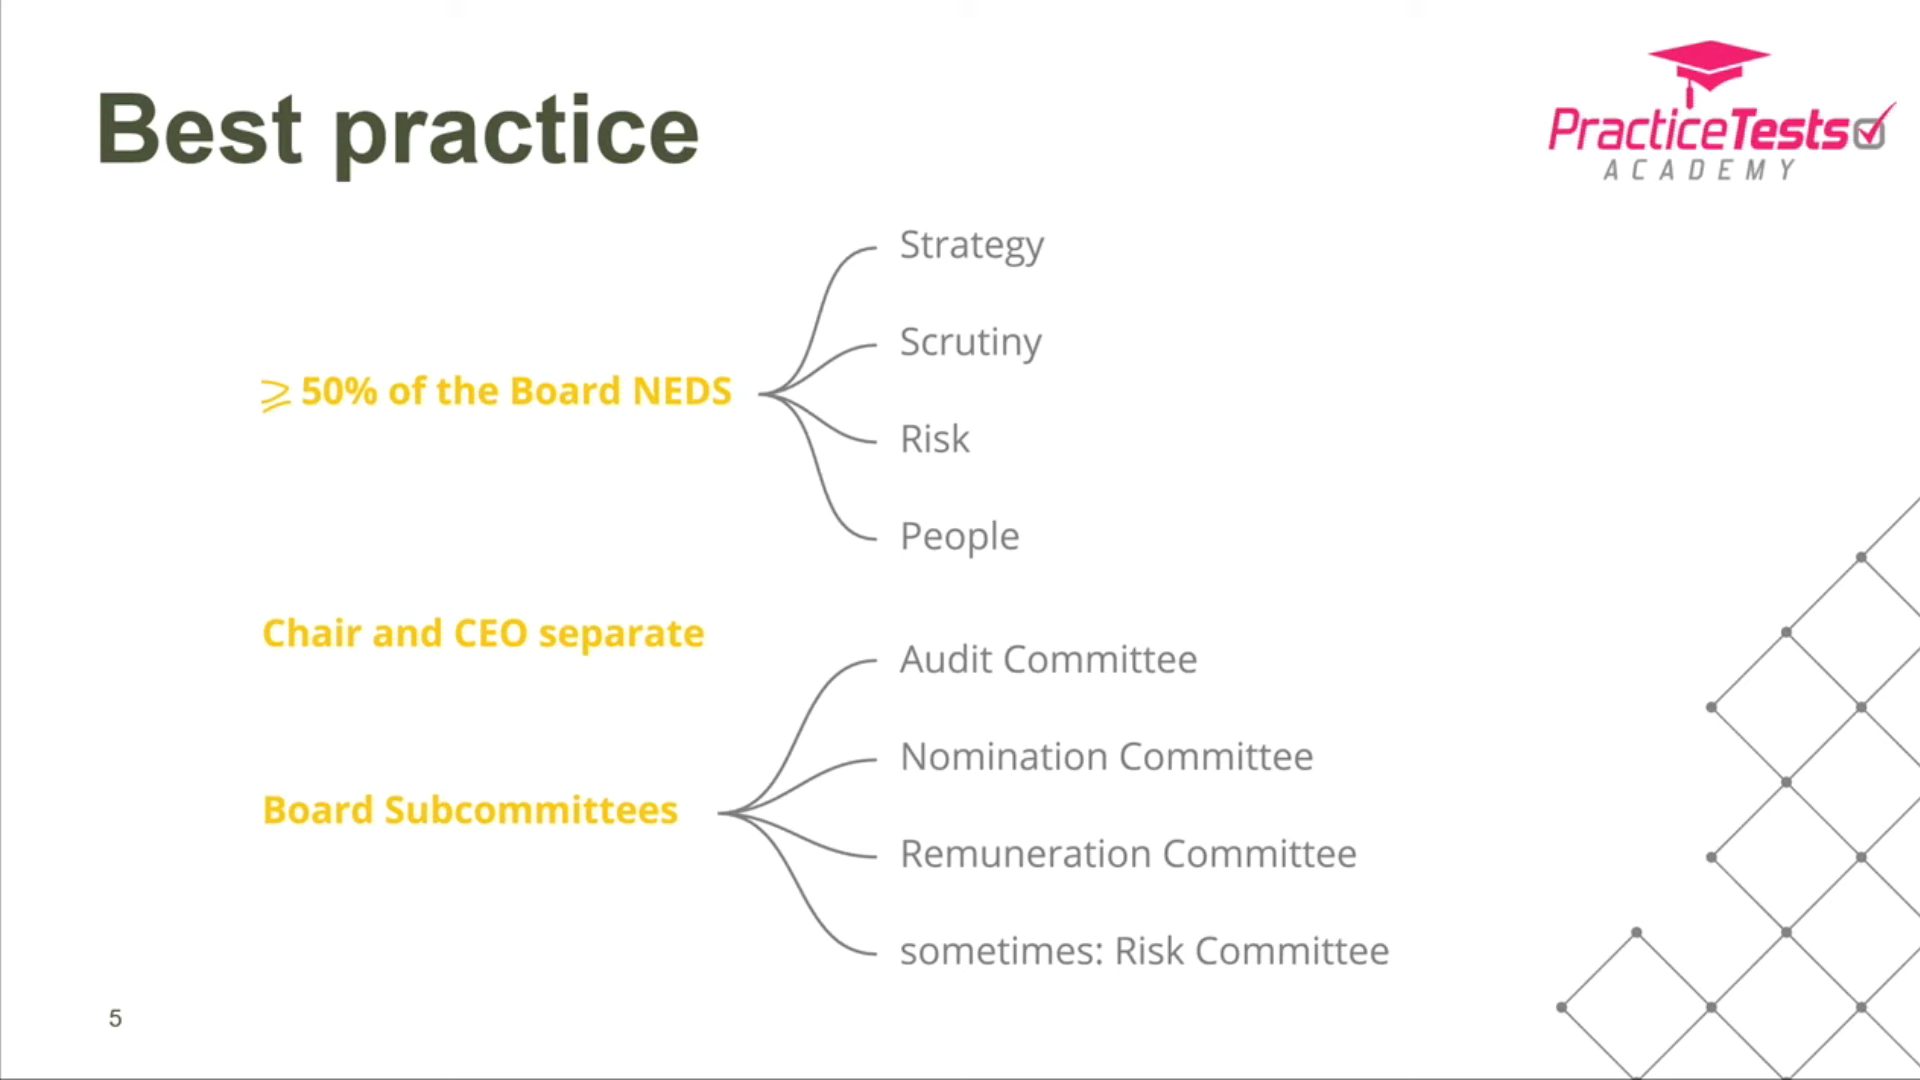 Best practice
PracticeTests
ACADEMY
⩾ 50% of the Board NEDS
Strategy
Scrutiny
Risk
People
Chair and CEO separate
Board Subcommittees
Audit Committee
Nomination Committee
Remuneration Committee
sometimes: Risk Committee
5